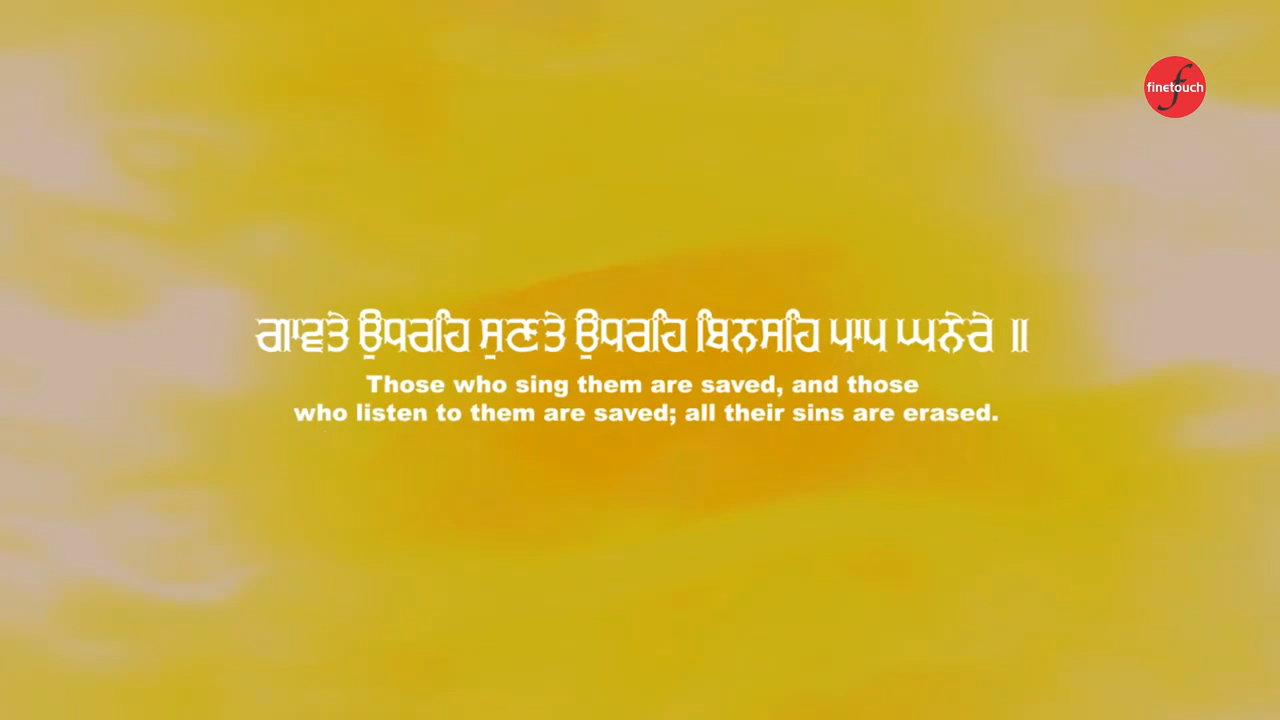 finetouch
ਗਾਵਤੇ ਉਧਰਹਿ ਸੁਣਤੇ ਉਧਰਹਿ ਬਿਨਸਹਿ ਪਾਪ ਘਨੇਰੇ ॥
Those who sing them are saved, and those
who listen to them are saved; all their sins are erased.